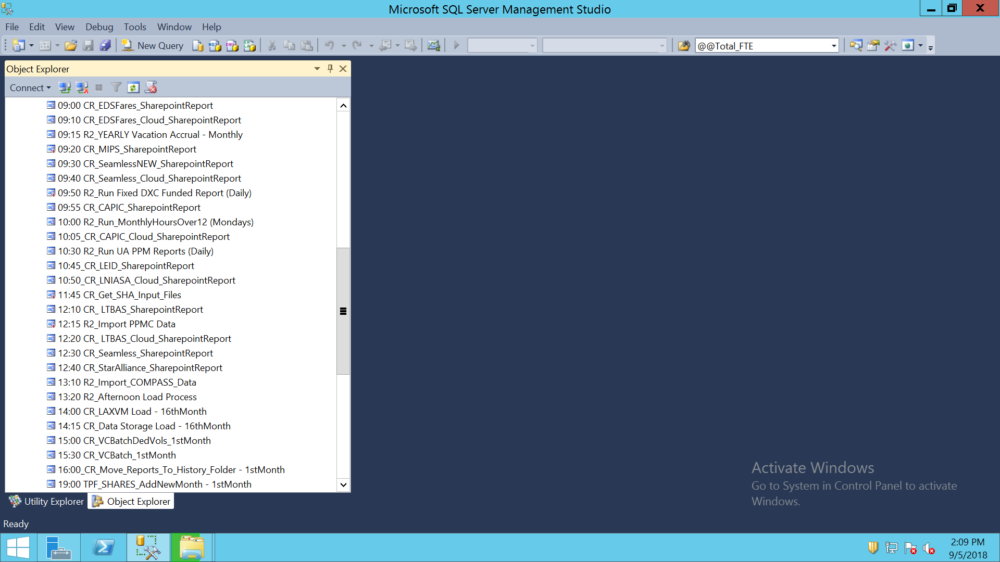 Microsoft SQL Server Management Studio
File Edit View Debug Tools Window Help
New Query @@Total_FTE
Object Explorer
Connect
09:00 CR_EDSFares_SharepointReport
09:10 CR_EDSFares_Cloud_SharepointReport
09:15 R2_YEARLY Vacation Accrual - Monthly
09:20 CR_MIPS_SharepointReport
09:30 CR_SeamlessNEW_SharepointReport
09:40 CR_Seamless_Cloud_SharepointReport
09:50 R2_Run Fixed DXC Funded Report (Daily)
09:55 CR_CAPIC_SharepointReport
10:00 R2_Run_MonthlyHoursOver12 (Mondays)
10:05_CR_CAPIC_Cloud_SharepointReport
10:30 R2_Run UA PPM Reports (Daily)
10:45_CR_LEID_SharepointReport
10:50_CR_LNIASA_Cloud_SharepointReport
11:45 CR_Get_SHA_Input_Files
12:10 CR_ LTBAS_SharepointReport
12:15 R2_Import PPMC Data
12:20 CR_ LTBAS_Cloud_SharepointReport
12:30 CR_Seamless_SharepointReport
12:40 CR_StarAlliance_SharepointReport
13:10 R2_Import_COMPASS_Data
13:20 R2_Afternoon Load Process
14:00 CR_LAXVM Load - 16thMonth
14:15 CR_Data Storage Load - 16thMonth
15:00 CR_VCBatchDedVols_1stMonth
15:30 CR_VCBatch_1stMonth
16:00_CR_Move_Reports_To_History_Folder - 1stMonth
19:00 TPF_SHARES_AddNewMonth - 1stMonth
Utility Explorer Object Explorer
Activate Windows
Go to System in Control Panel to activate
Windows.
Ready
2:09 PM
9/5/2018